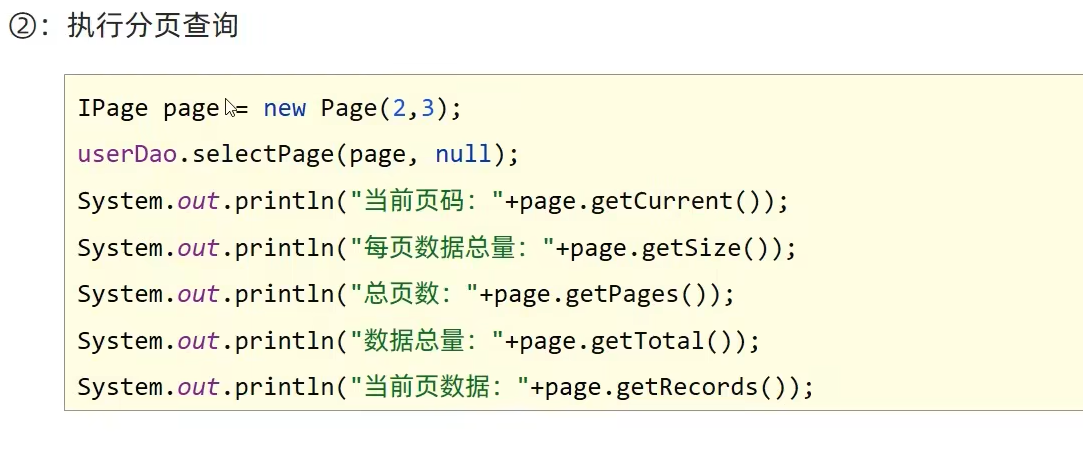 ②：执行分页查询
IPage page = new Page(2,3);
userDao.selectPage(page, null);
System.out.println("当前页码："+page.getCurrent());
System.out.println("每页数据总量："+page.getSize());
System.out.println("总页数："+page.getPages());
System.out.println("数据总量："+page.getTotal());
System.out.println("当前页数据："+page.getRecords());